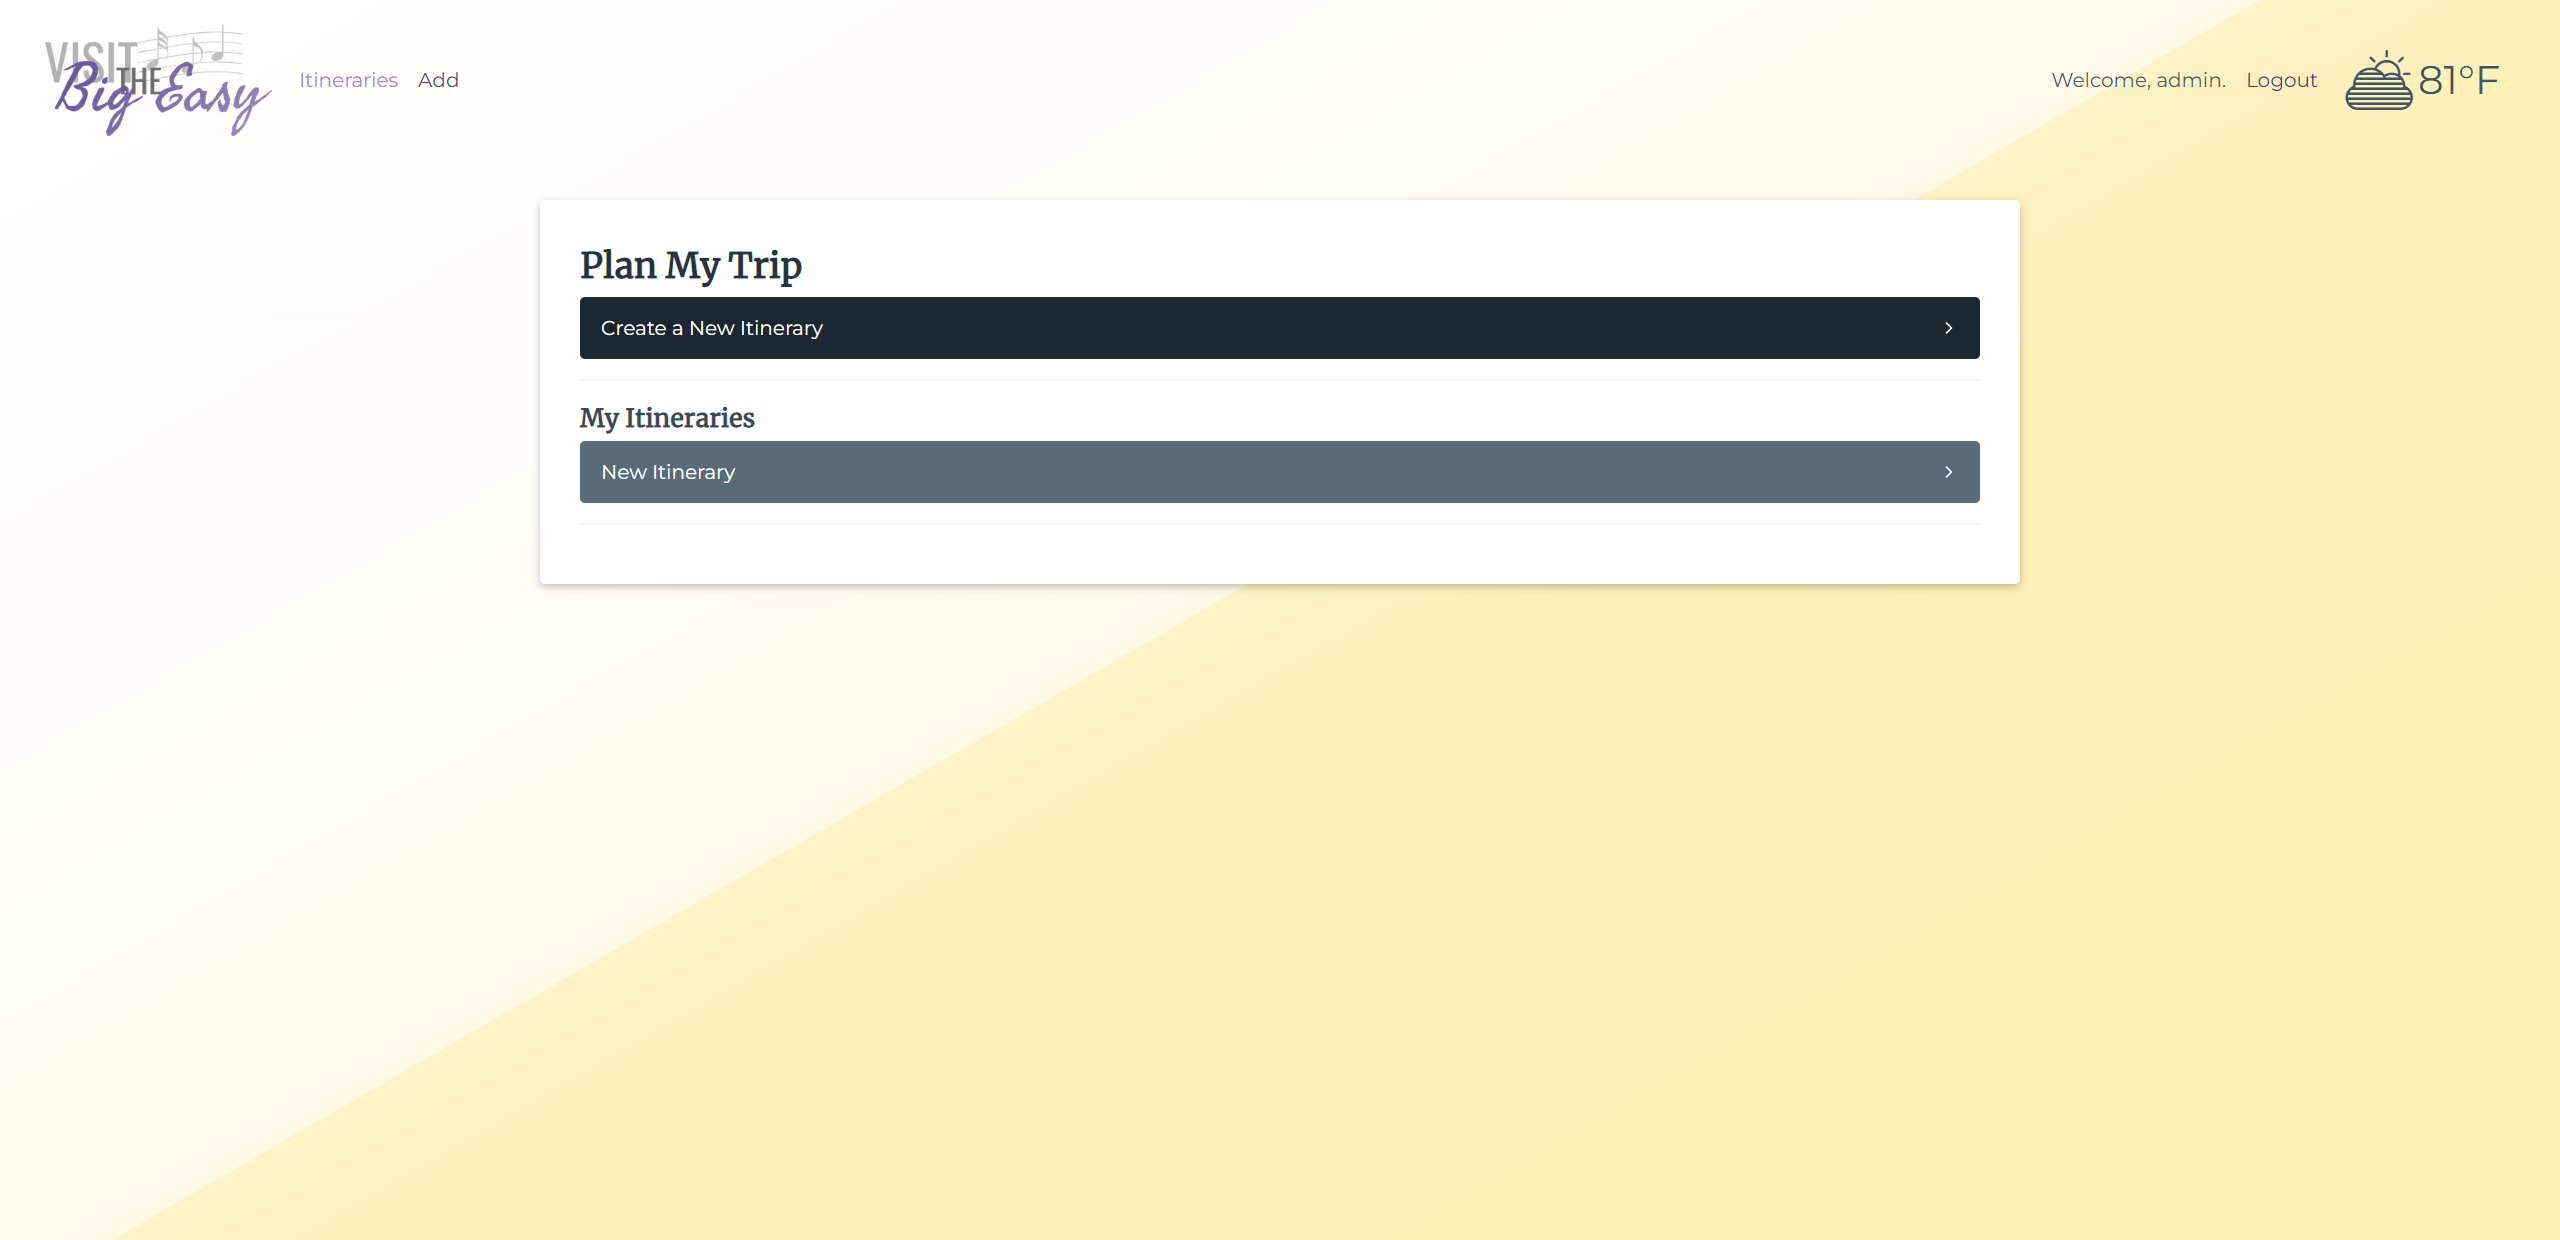 VISIT
THE
Big Easy
Itineraries
Add
Welcome, admin.
Logout
81°F
Plan My Trip
Create a New Itinerary
My Itineraries
New Itinerary